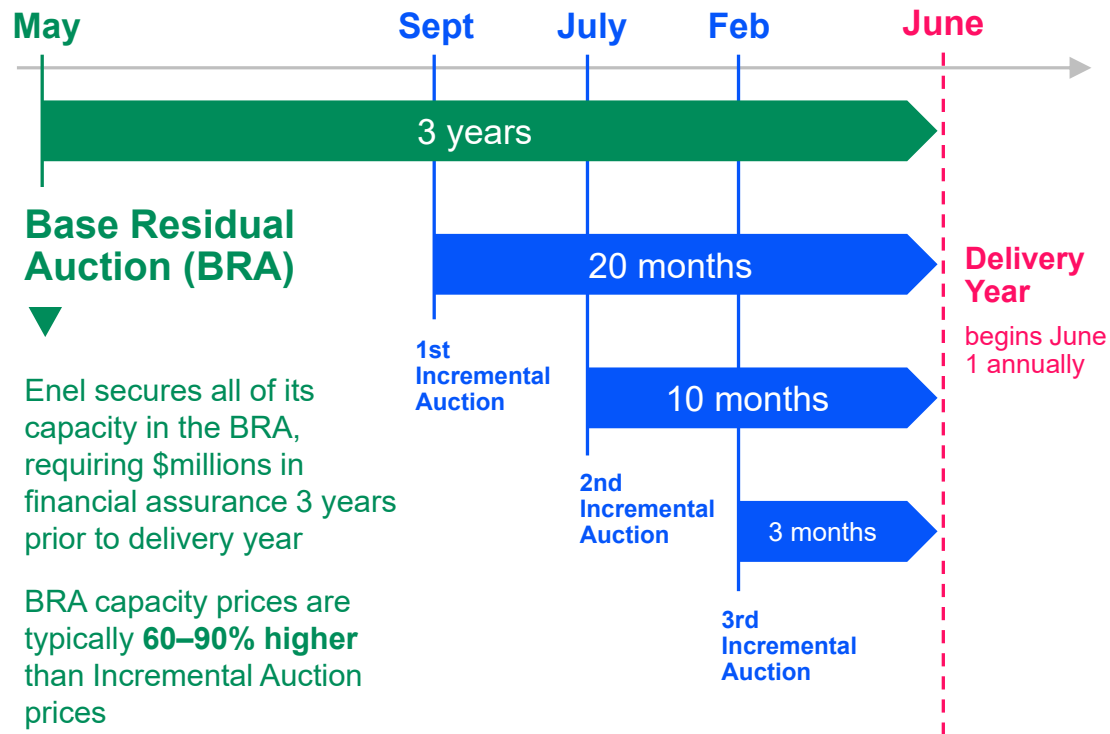 May
Sept
July
Feb
June
3 years
Base Residual
Auction (BRA)
Enel secures all of its
capacity in the BRA,
requiring $millions in
financial assurance 3 years
prior to delivery year
BRA capacity prices are
typically 60–90% higher
than Incremental Auction
prices
20 months
1st
Incremental
Auction
10 months
2nd
Incremental
Auction
3 months
3rd
Incremental
Auction
Delivery
Year
begins June
1 annually